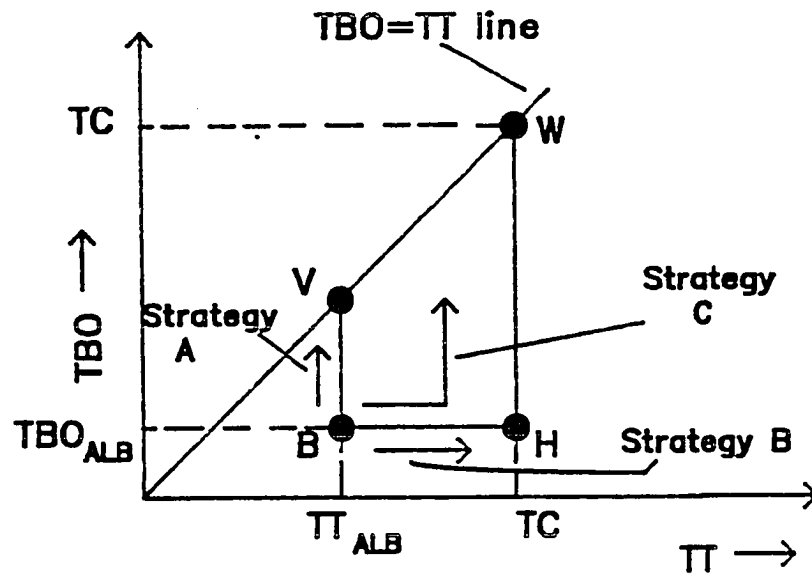 TBO=TT line
TC
W
V
Strategy
A
Strategy
C
TBO
TBO_ALB
B
H
Strategy B
TT_ALB
TC
TT